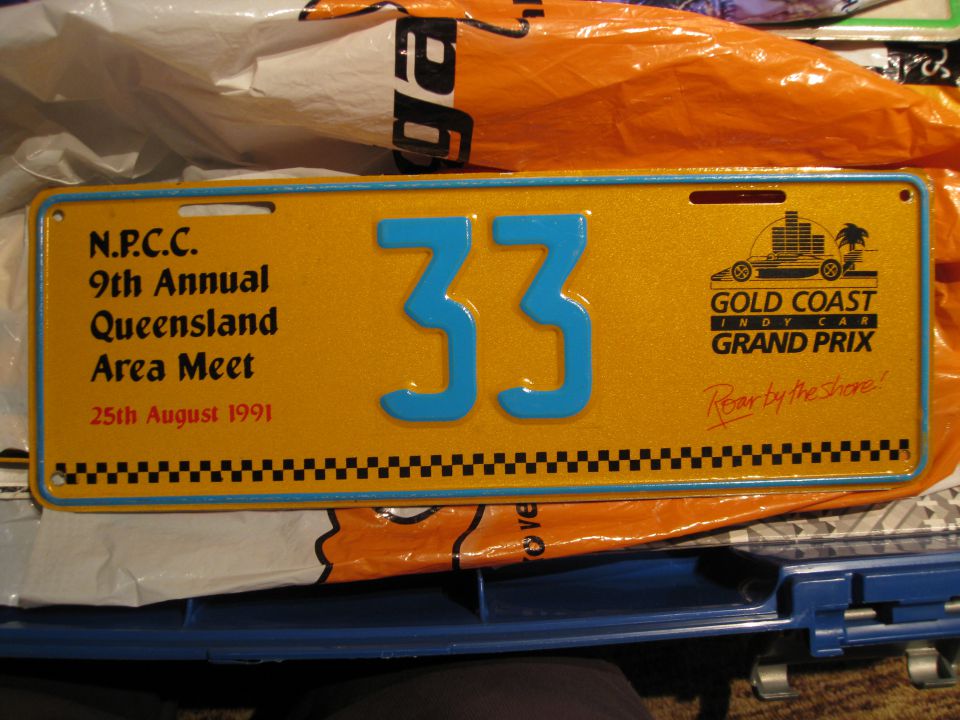 ga
N.P.C.C.
9th Annual
Queensland
Area Meet
25th August 1991
33
GOLD COAST
INDY CAR
GRAND PRIX
Roar by the shore!